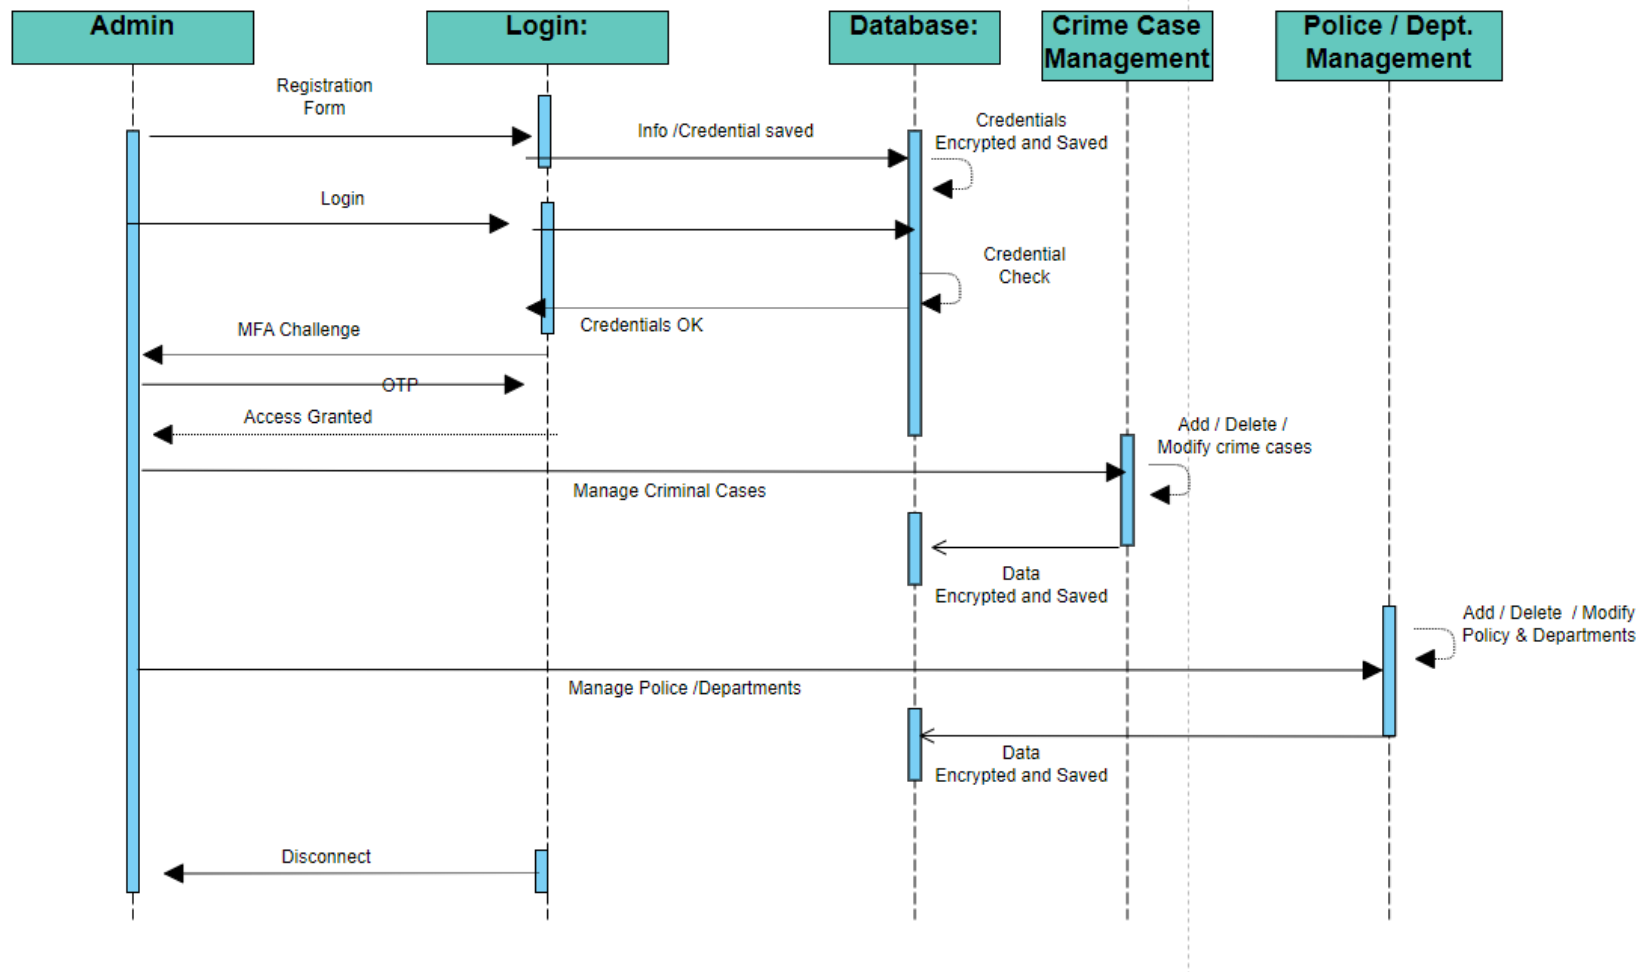 Admin
Login:
Database:
Crime Case
Management
Police / Dept.
Management
Registration
Form
Info /Credential saved
Credentials
Encrypted and Saved
Login
Credential
Check
Credentials OK
MFA Challenge
OTP
Access Granted
Add / Delete /
Modify crime cases
Manage Criminal Cases
Data
Encrypted and Saved
Add / Delete  / Modify
Policy & Departments
Manage Police /Departments
Data
Encrypted and Saved
Disconnect